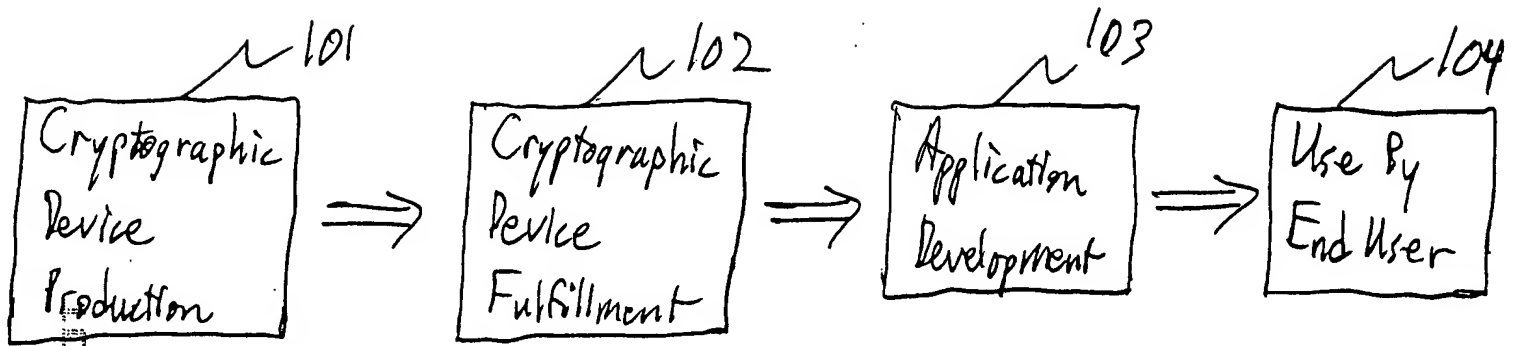 101
102
103
104
Cryptographic
Device
Production
Cryptographic
Device
Fulfillment
Application
Development
Use By
End User